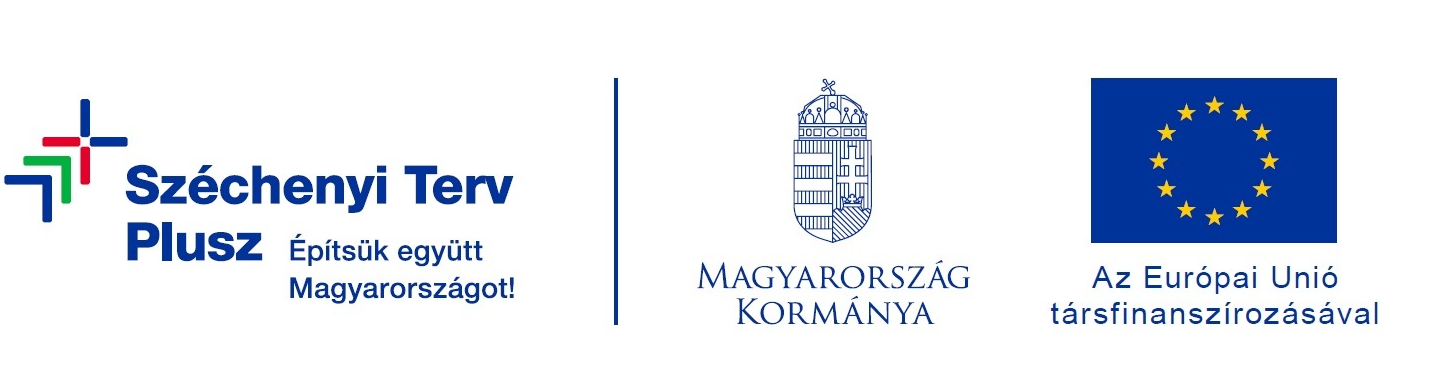 Széchenyi Terv
Plusz
Építsük együtt
Magyarországot!
MAGYARORSZÁG
KORMÁNYA
Az Európai Unió
társfinanszírozásával